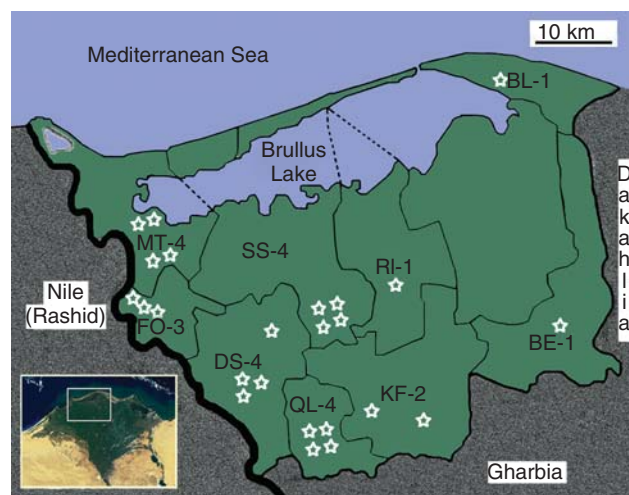 Mediterranean Sea
10 km
BL-1
Brullus
Lake
Dakahlia
MT-4
SS-4
RI-1
Nile
(Rashid)
FO-3
BE-1
DS-4
QL-4
KF-2
Gharbia